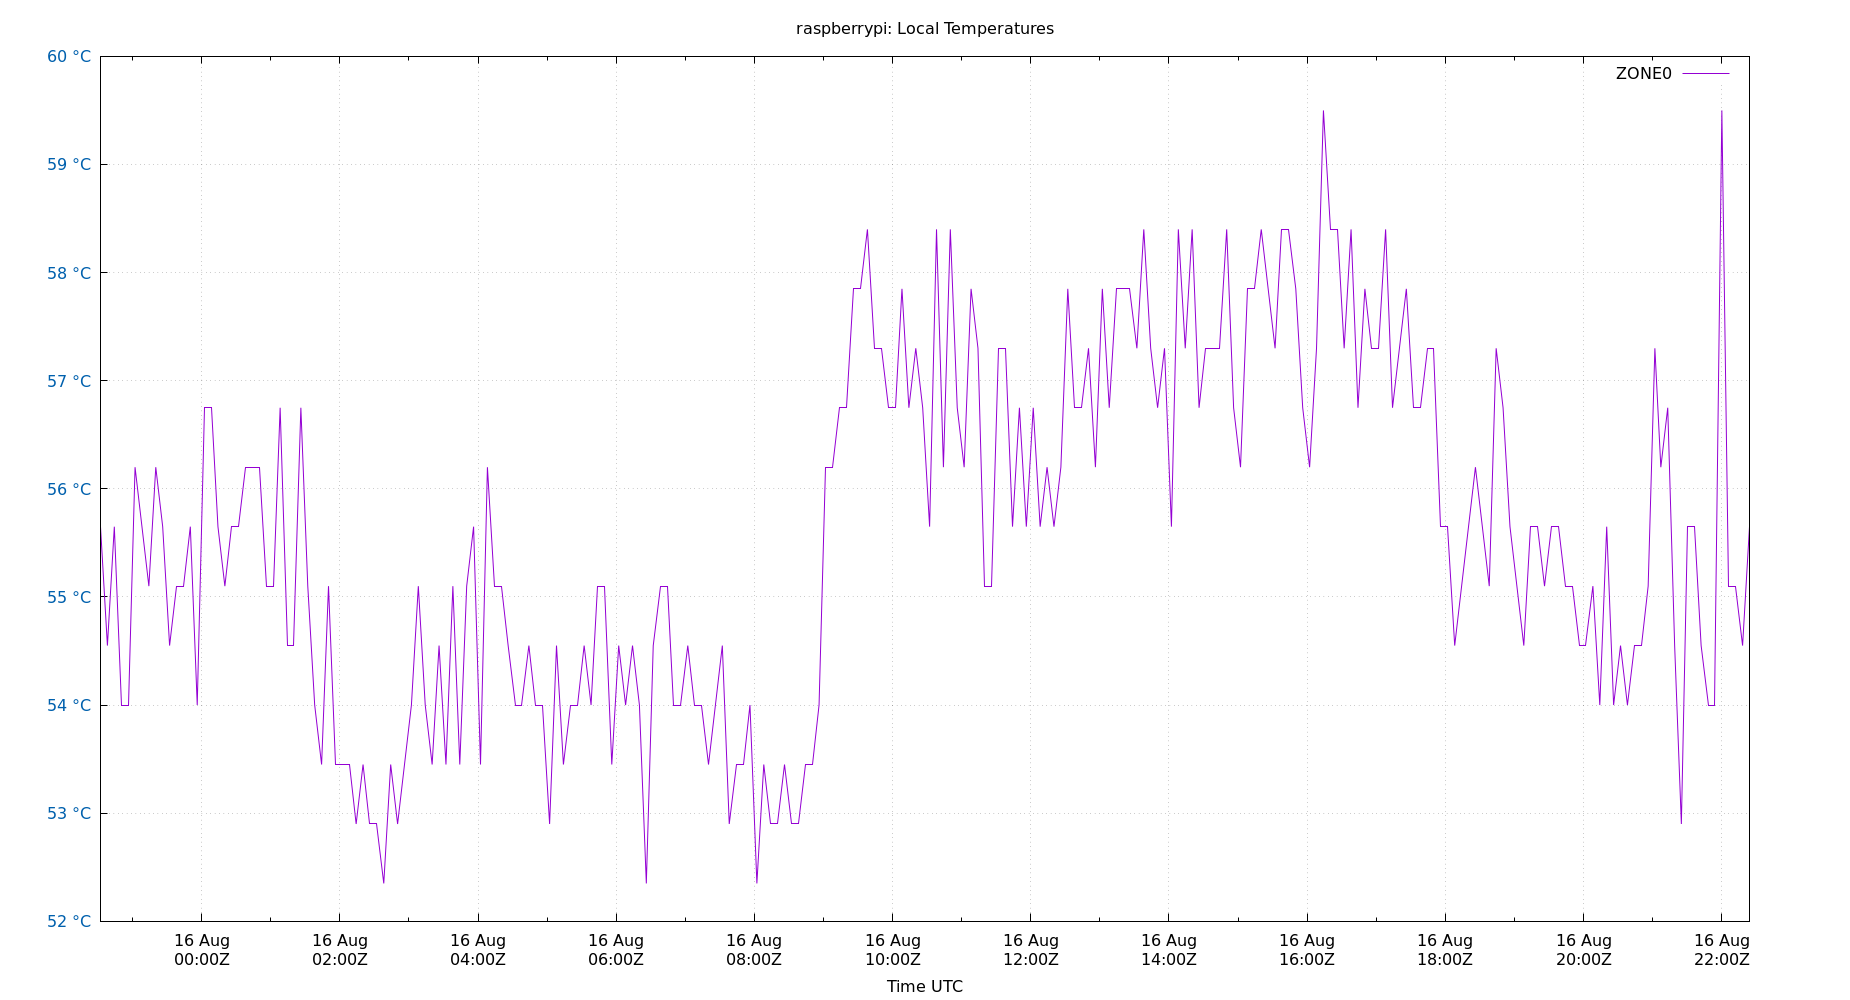 raspberrypi: Local Temperatures
60 °C
ZONE0
59 °C
58 °C
57 °C
56 °C
55 °C
54 °C
53 °C
52 °C
16 Aug 16 Aug 16 Aug 16 Aug 16 Aug 16 Aug 16 Aug 16 Aug 16 Aug 16 Aug 16 Aug 16 Aug
00:00Z 02:00Z 04:00Z 06:00Z 08:00Z 10:00Z 12:00Z 14:00Z 16:00Z 18:00Z 20:00Z 22:00Z
Time UTC